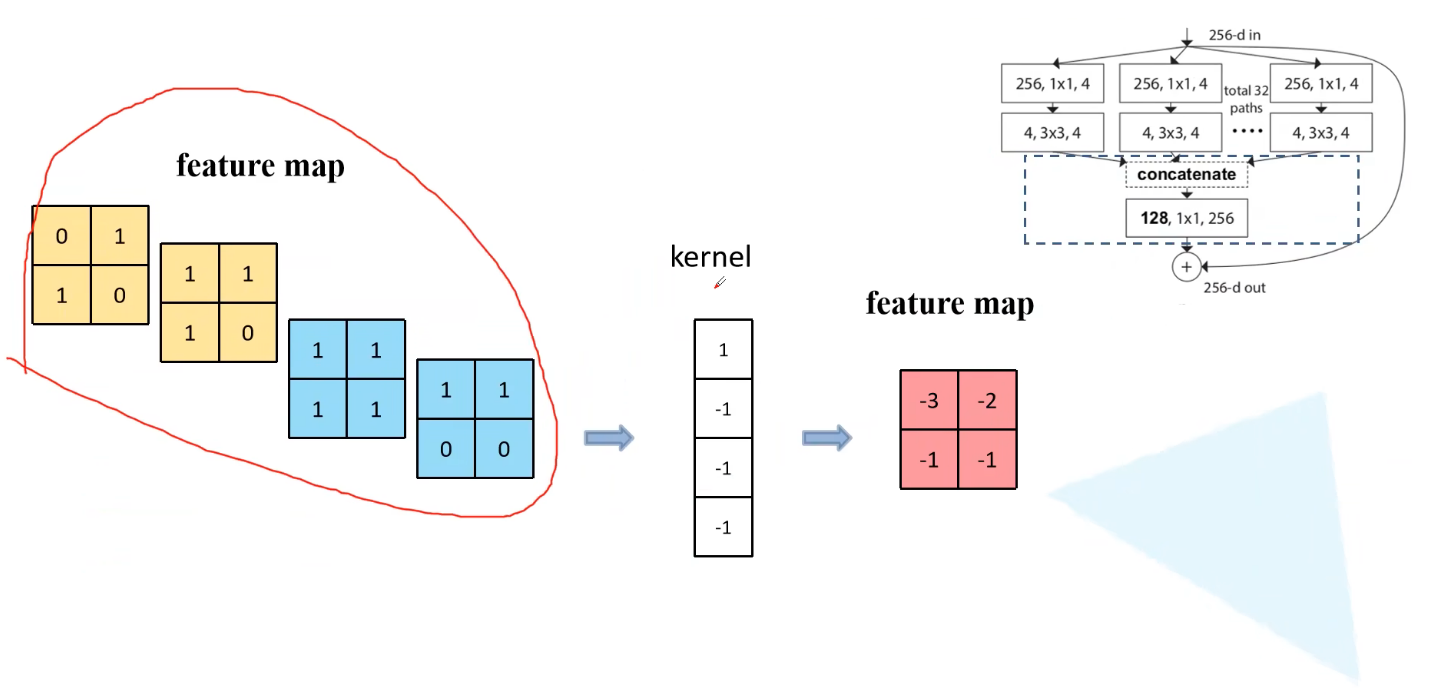 256-d in
256, 1x1, 4
256, 1x1, 4
total 32
paths
256, 1x1, 4
4, 3x3, 4
4, 3x3, 4
....
4, 3x3, 4
concatenate
128, 1x1, 256
+
256-d out
feature map
0 1
1 0
1 1
1 0
1 1
1 1
1 1
0 0
kernel
1
-1
-1
-1
feature map
-3 -2
-1 -1